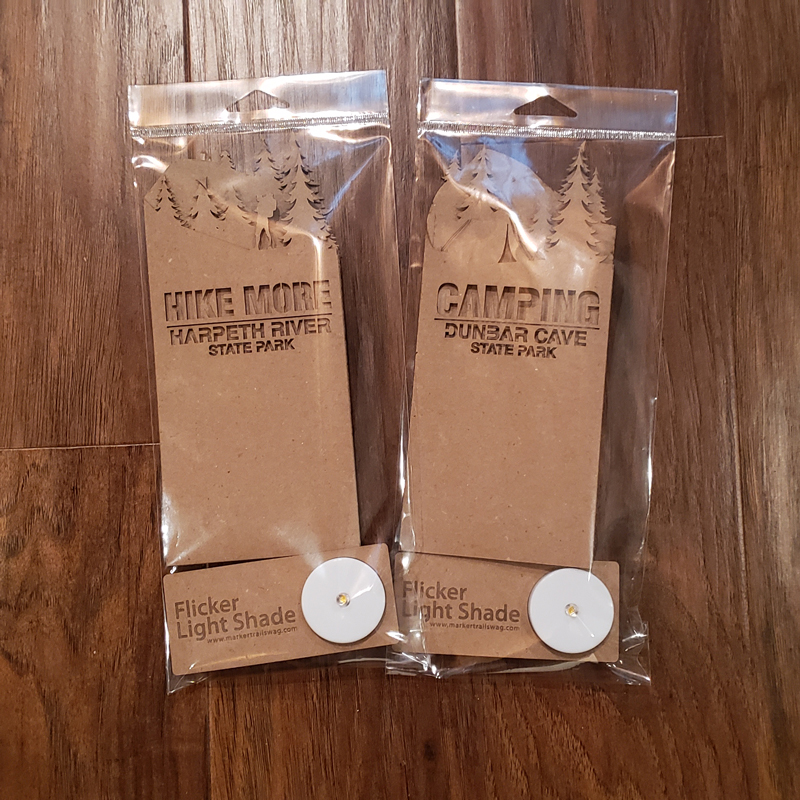 HIKE MORE
HARPETH RIVER
STATE PARK
Flicker
Light Shade
www.markertrailswag.com
CAMPING
DUNBAR CAVE
STATE PARK
Flicker
Light Shade
www.markertrailswag.com